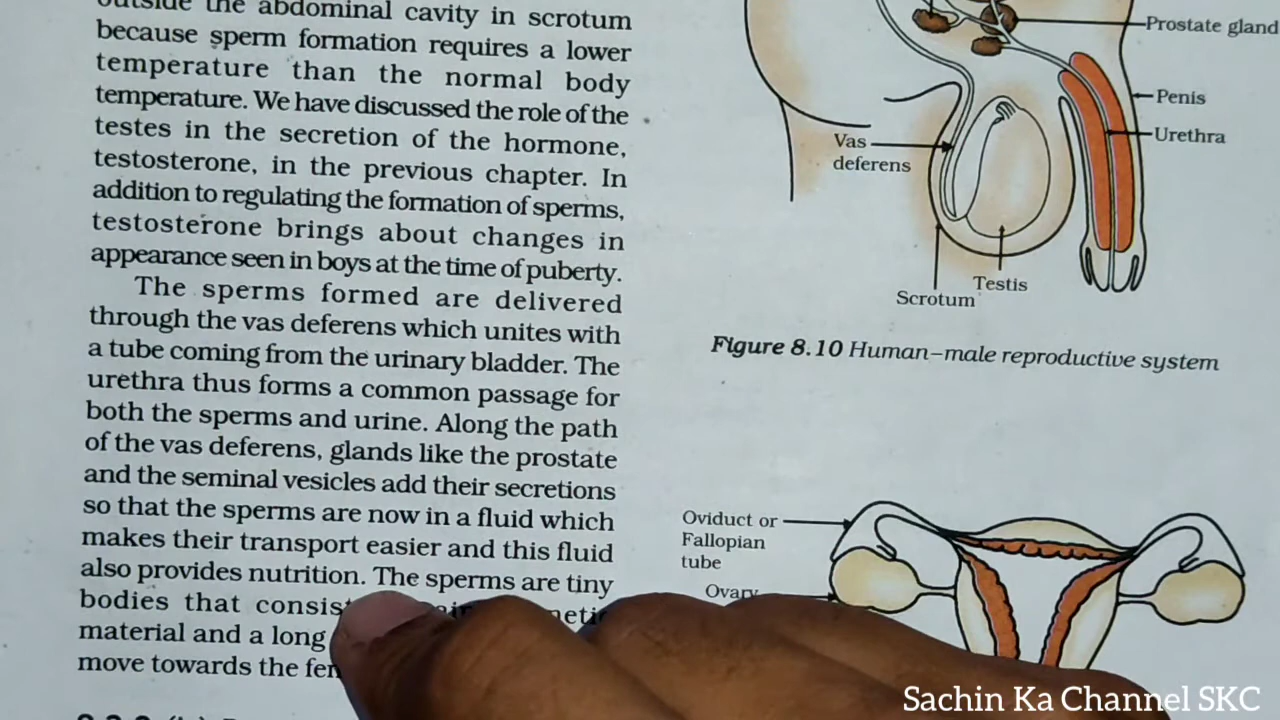 outside the abdominal cavity in scrotum
because sperm formation requires a lower
temperature than the normal body
temperature. We have discussed the role of the
testes in the secretion of the hormone,
testosterone, in the previous chapter. In
addition to regulating the formation of sperms,
testosterone brings about changes in
appearance seen in boys at the time of puberty.
The sperms formed are delivered
through the vas deferens which unites with
a tube coming from the urinary bladder. The
urethra thus forms a common passage for
both the sperms and urine. Along the path
of the vas deferens, glands like the prostate
and the seminal vesicles add their secretions
so that the sperms are now in a fluid which
makes their transport easier and this fluid
also provides nutrition. The sperms are tiny
bodies that
material and a long
move towards the
Prostate gland
Penis
Urethra
Vas
deferens
Testis
Scrotum
Figure 8.10 Human–male reproductive system
Oviduct or
Fallopian
tube
Ovary
Sachin Ka Channel SKC